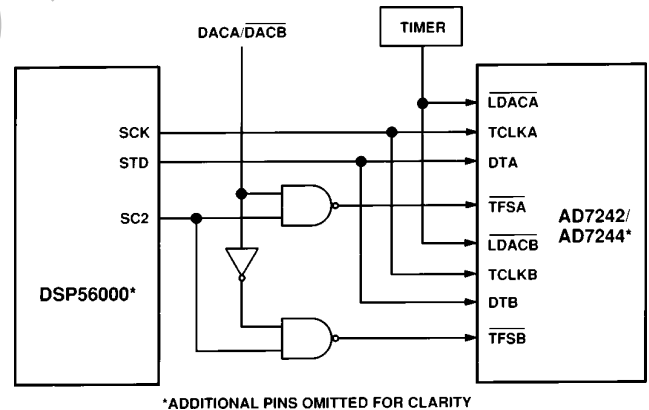 DACA/DACB
TIMER
LDACA
SCK
TCLKA
STD
DTA
SC2
TFSA
AD7242/
AD7244*
LDACB
TCLKB
DSP56000*
DTB
TFSB
*ADDITIONAL PINS OMITTED FOR CLARITY